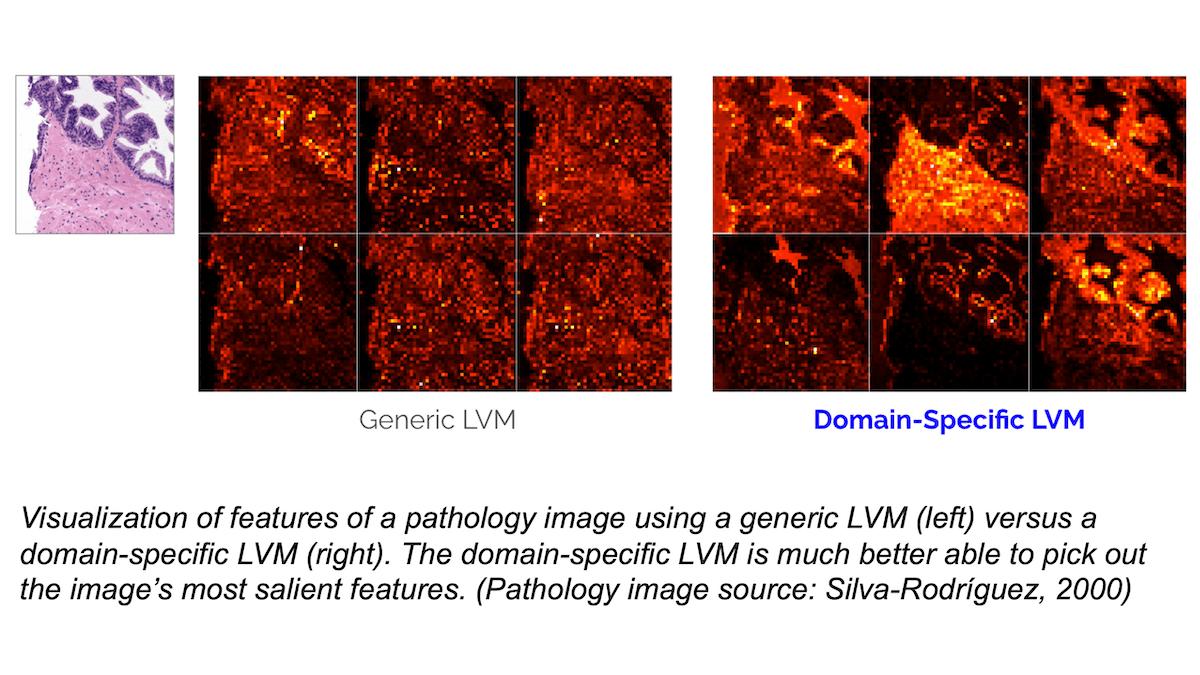 Generic LVM
Domain-Specific LVM
Visualization of features of a pathology image using a generic LVM (left) versus a
domain-specific LVM (right). The domain-specific LVM is much better able to pick out
the image’s most salient features. (Pathology image source: Silva-Rodríguez, 2000)